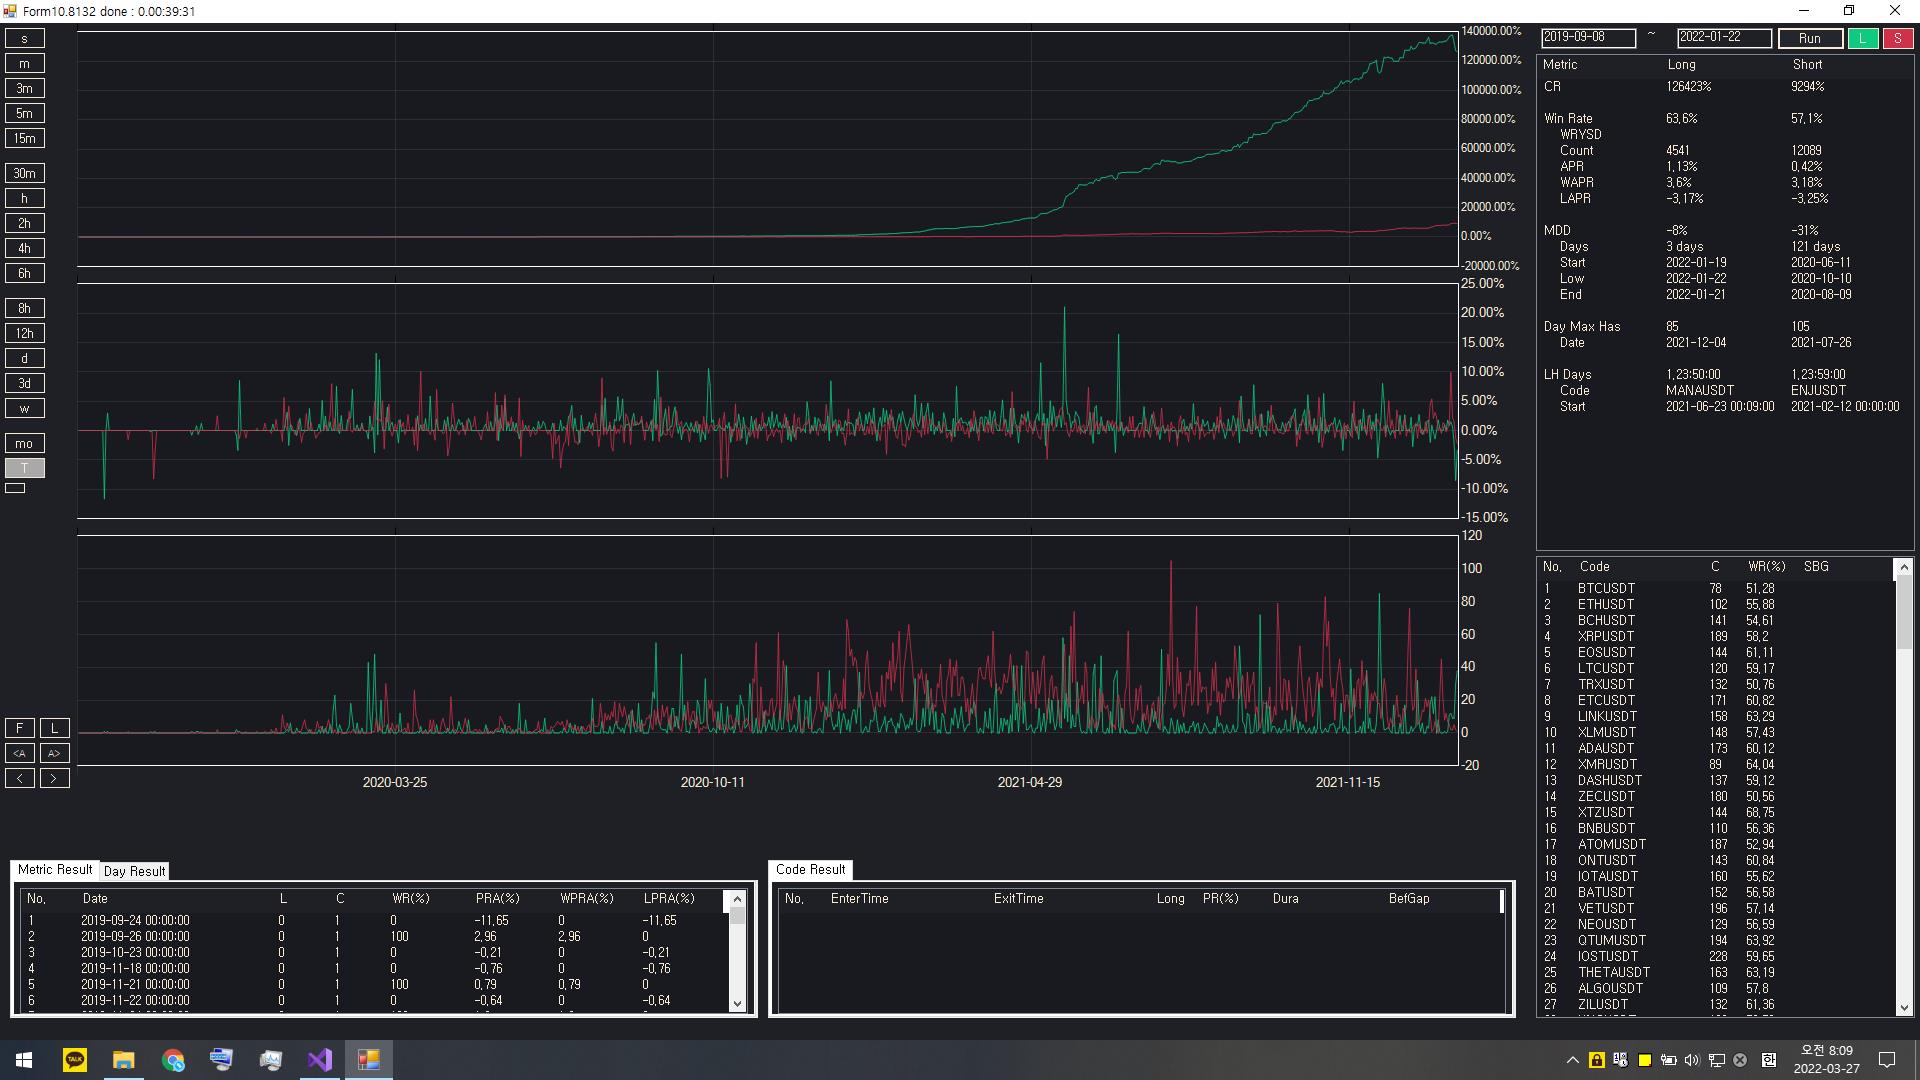 Form10.8132 done : 0.00:39:31
s
m
3m
5m
15m
30m
h
2h
4h
6h
8h
12h
d
3d
w
mo
T
F L
<A A>
< >
140000.00%
120000.00%
100000.00%
80000.00%
60000.00%
40000.00%
20000.00%
0.00%
-20000.00%
25.00%
20.00%
15.00%
10.00%
5.00%
0.00%
-5.00%
-10.00%
-15.00%
120
100
80
60
40
20
0
-20
2020-03-25 2020-10-11 2021-04-29 2021-11-15
2019-09-08 ~ 2022-01-22 Run L S
Metric Long Short
CR 126423% 9294%
Win Rate 63,6% 57,1%
WRYSD
Count 4541 12089
APR 1,13% 0,42%
WAPR 3,6% 3,18%
LAPR -3,17% -3,25%
MDD -8% -31%
Days 3 days 121 days
Start 2022-01-19 2020-06-11
Low 2022-01-22 2020-10-10
End 2022-01-21 2020-08-09
Day Max Has 85 105
Date 2021-12-04 2021-07-26
LH Days 1,23:50:00 1,23:59:00
Code MANAUSDT ENJUSDT
Start 2021-06-23 00:09:00 2021-02-12 00:00:00
No, Code C WR(%) SBG
1 BTCUSDT 78 51,28
2 ETHUSDT 102 55,88
3 BCHUSDT 141 54,61
4 XRPUSDT 189 58,2
5 EOSUSDT 144 61,11
6 LTCUSDT 120 59,17
7 TRXUSDT 132 50,76
8 ETCUSDT 171 60,82
9 LINKUSDT 158 63,29
10 XLMUSDT 148 57,43
11 ADAUSDT 173 60,12
12 XMRUSDT 89 64,04
13 DASHUSDT 137 59,12
14 ZECUSDT 180 50,56
15 XTZUSDT 144 68,75
16 BNBUSDT 110 56,36
17 ATOMUSDT 187 52,94
18 ONTUSDT 143 60,84
19 IOTAUSDT 160 55,62
20 BATUSDT 152 56,58
21 VETUSDT 196 57,14
22 NEOUSDT 129 56,59
23 QTUMUSDT 194 63,92
24 IOSTUSDT 228 59,65
25 THETAUSDT 163 63,19
26 ALGOUSDT 109 57,8
27 ZILUSDT 132 61,36
Metric Result Day Result
No, Date L C WR(%) PRA(%) WPRA(%) LPRA(%)
1 2019-09-24 00:00:00 0 1 0 -11,65 0 -11,65
2 2019-09-26 00:00:00 0 1 100 2,96 2,96 0
3 2019-10-23 00:00:00 0 1 0 -0,21 0 -0,21
4 2019-11-18 00:00:00 0 1 0 -0,76 0 -0,76
5 2019-11-21 00:00:00 0 1 100 0,79 0,79 0
6 2019-11-22 00:00:00 0 1 0 -0,64 0 -0,64
Code Result
No, EnterTime ExitTime Long PR(%) Dura BefGap
TALK
오전 8:09
2022-03-27